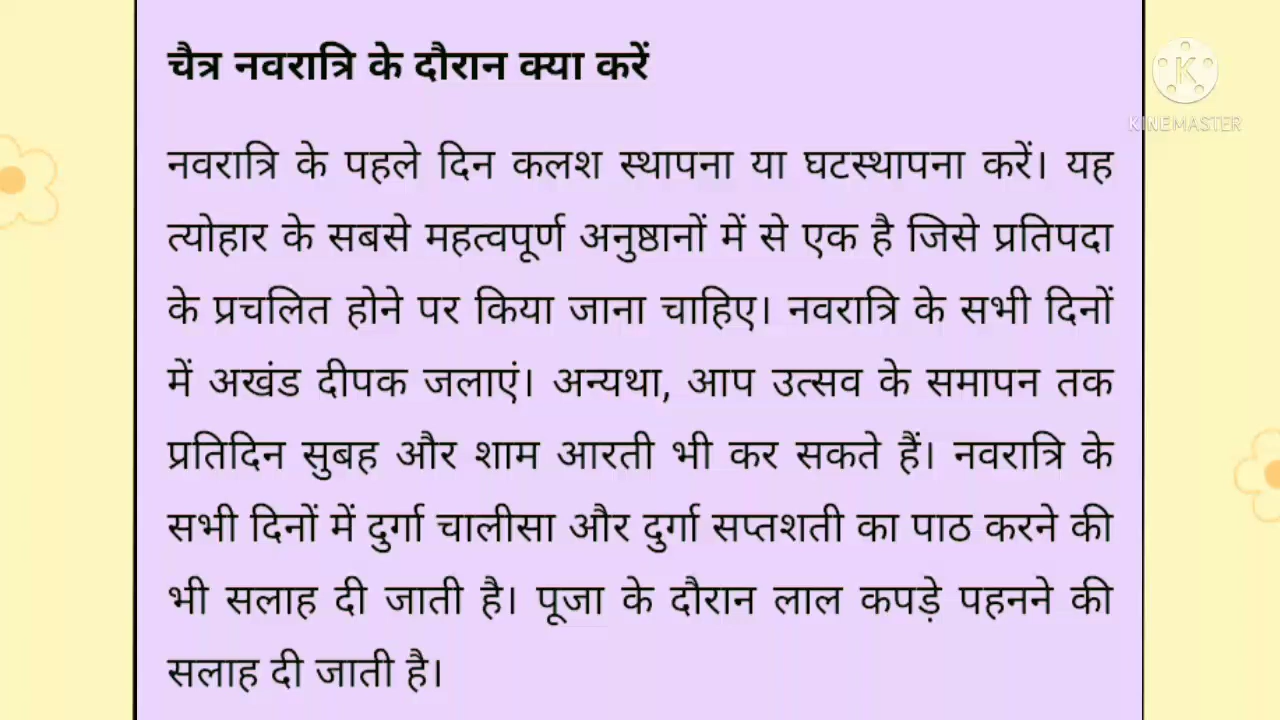 चैत्र नवरात्रि के दौरान क्या करें
KINEMASTER
नवरात्रि के पहले दिन कलश स्थापना या घटस्थापना करें। यह
त्योहार के सबसे महत्वपूर्ण अनुष्ठानों में से एक है जिसे प्रतिपदा
के प्रचलित होने पर किया जाना चाहिए। नवरात्रि के सभी दिनों
में अखंड दीपक जलाएं। अन्यथा, आप उत्सव के समापन तक
प्रतिदिन सुबह और शाम आरती भी कर सकते हैं। नवरात्रि के
सभी दिनों में दुर्गा चालीसा और दुर्गा सप्तशती का पाठ करने की
भी सलाह दी जाती है। पूजा के दौरान लाल कपड़े पहनने की
सलाह दी जाती है।